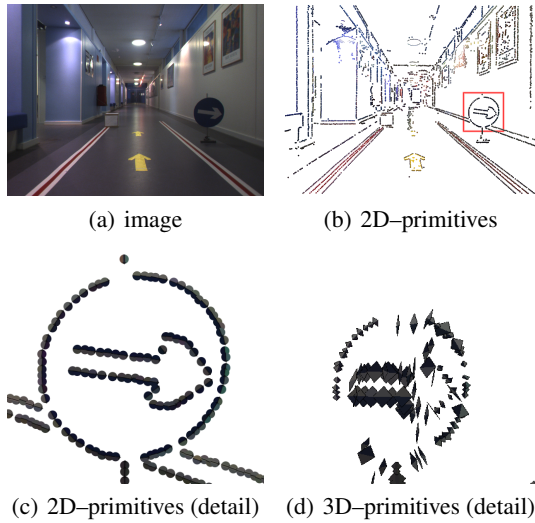 (a) image
(b) 2D–primitives
(c) 2D–primitives (detail)
(d) 3D–primitives (detail)